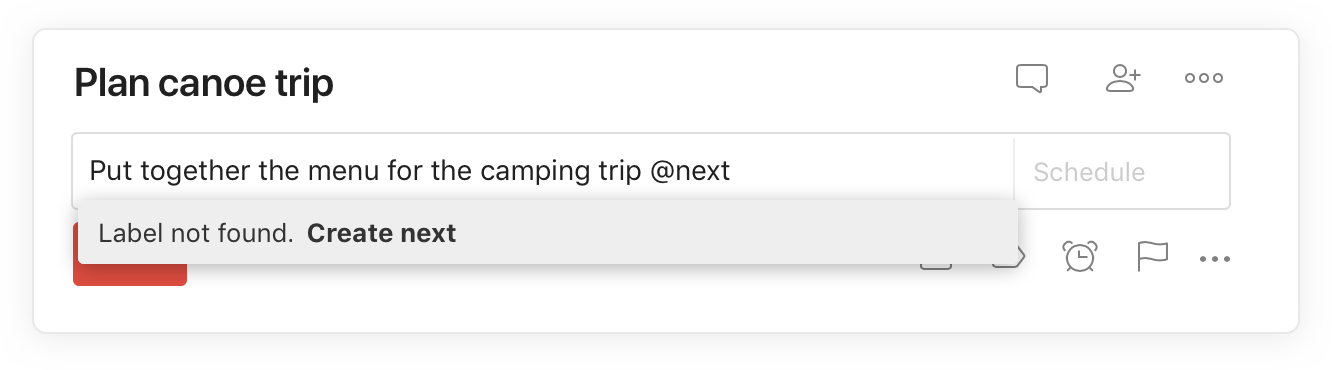 Plan canoe trip
Put together the menu for the camping trip @next
Schedule
Label not found. Create next